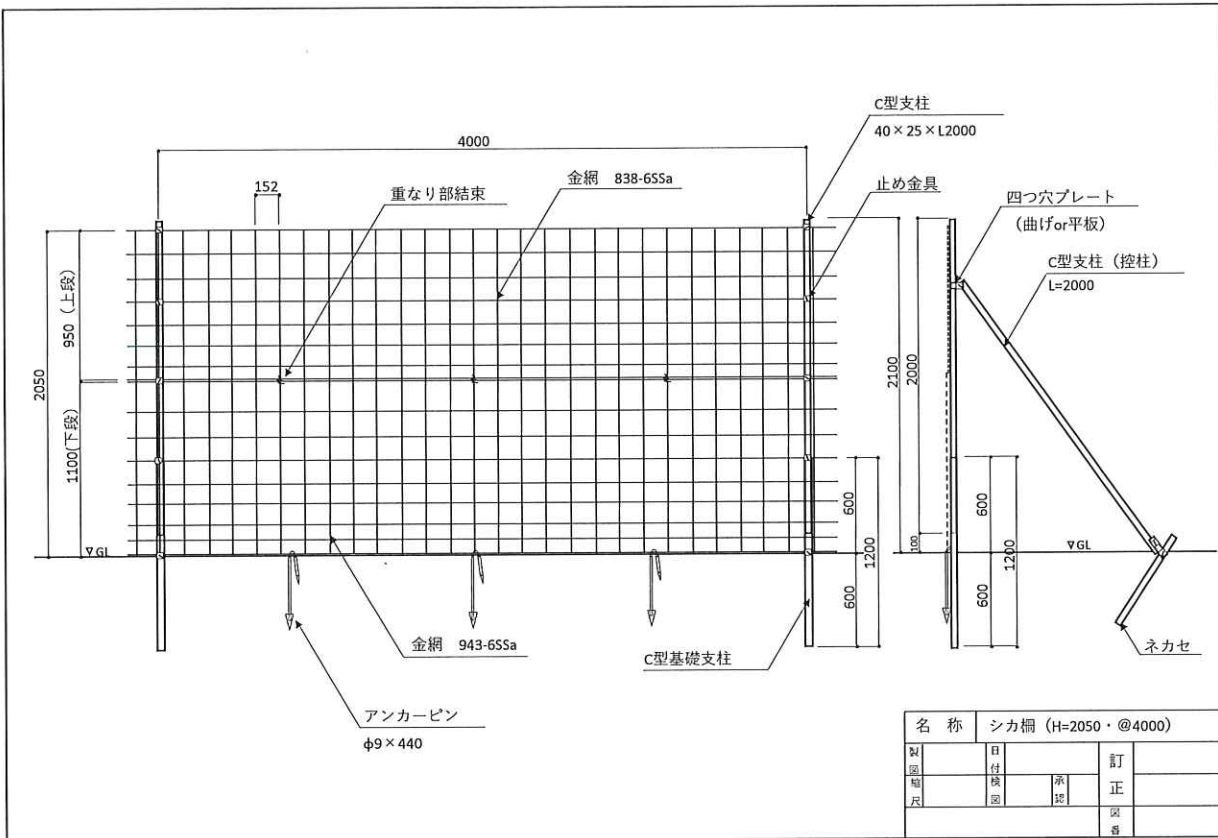 C型支柱
40×25×L2000
4000
152
重なり部結束
金網 838-6SSa
止め金具
四つ穴プレート
(曲げor平板)
C型支柱（控柱）
L=2000
2050
950（上段）
1100(下段)
2100
2000
100
600
600
1200
600
600
1200
▽GL
▽GL
金網 943-6SSa
C型基礎支柱
ネカセ
アンカーピン
φ9×440
名 称 シカ柵（H=2050・@4000）
製図 日付 訂正
縮尺 検図 承認
図番